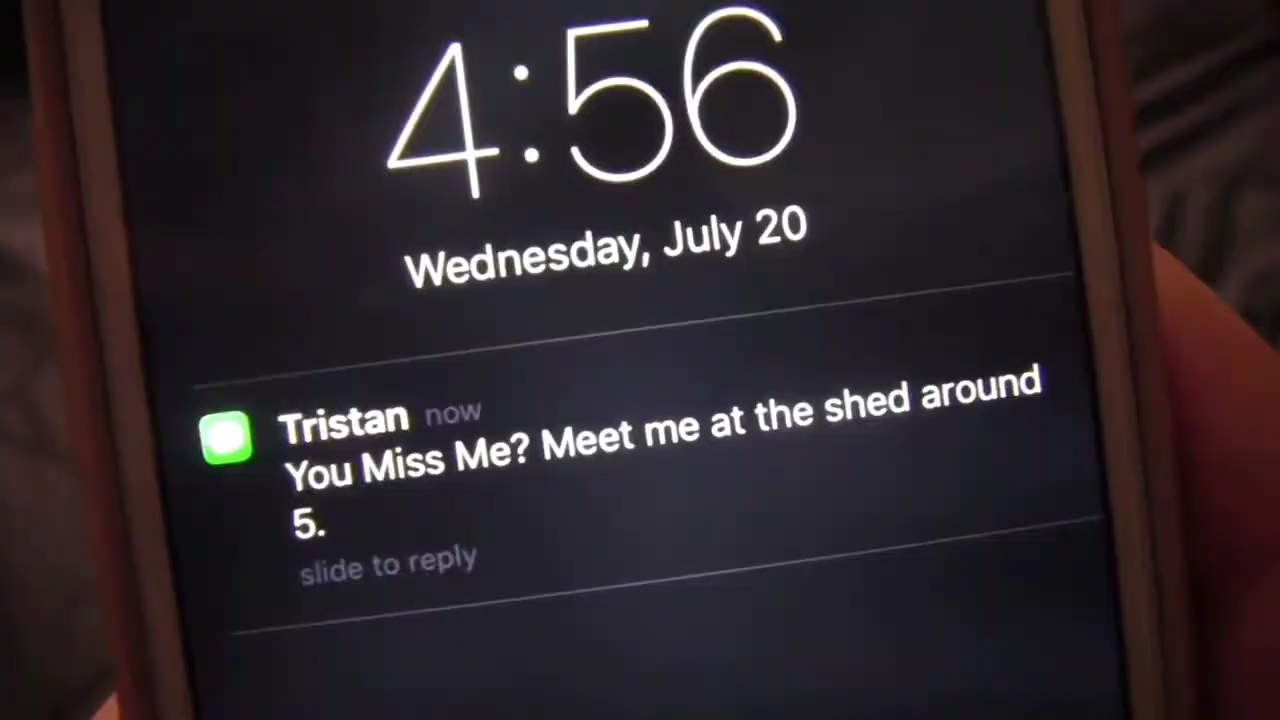 4:56
Wednesday, July 20
Tristan now
You Miss Me? Meet me at the shed around
5.
slide to reply